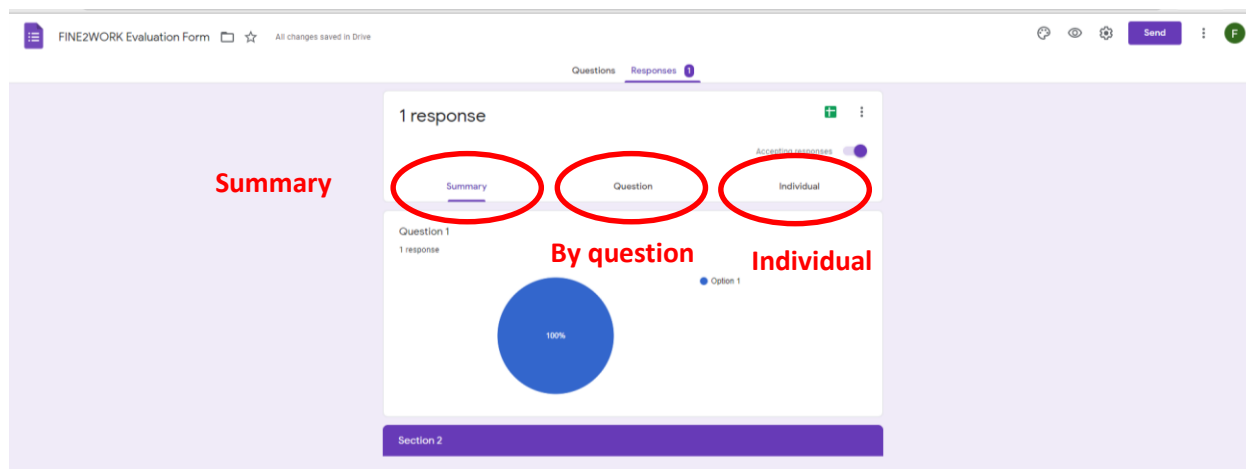 FINE2WORK Evaluation Form
All changes saved in Drive
Send
F
Questions
Responses 1
1 response
Accepting responses
Summary
Summary
Question
Individual
Question 1
1 response
By question
Individual
Option 1
100%
Section 2